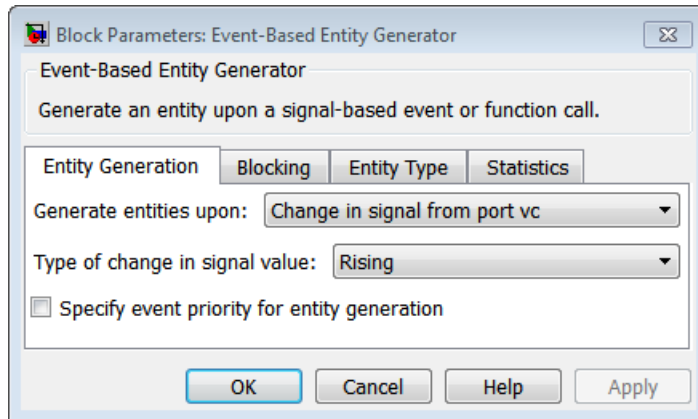 Block Parameters: Event-Based Entity Generator
Event-Based Entity Generator
Generate an entity upon a signal-based event or function call.
Entity Generation Blocking Entity Type Statistics
Generate entities upon: Change in signal from port vc
Type of change in signal value: Rising
Specify event priority for entity generation
OK Cancel Help Apply